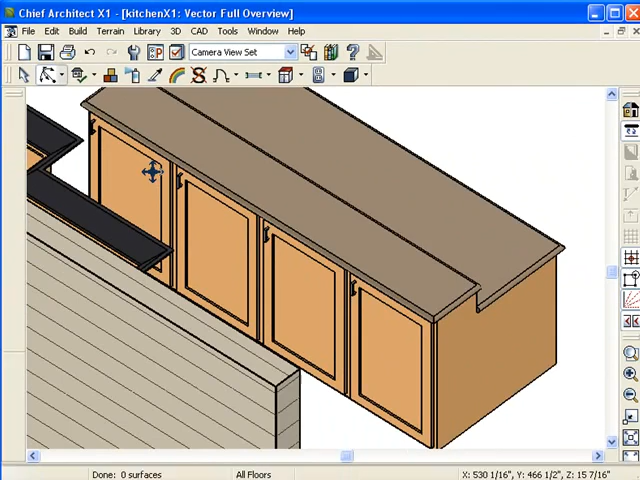 Chief Architect X1 - [kitchenX1: Vector Full Overview]
File Edit Build Terrain Library 3D CAD Tools Window Help
Camera View Set
Done: 0 surfaces All Floors X: 530 1/16", Y: 466 1/2", Z: 15 7/16"